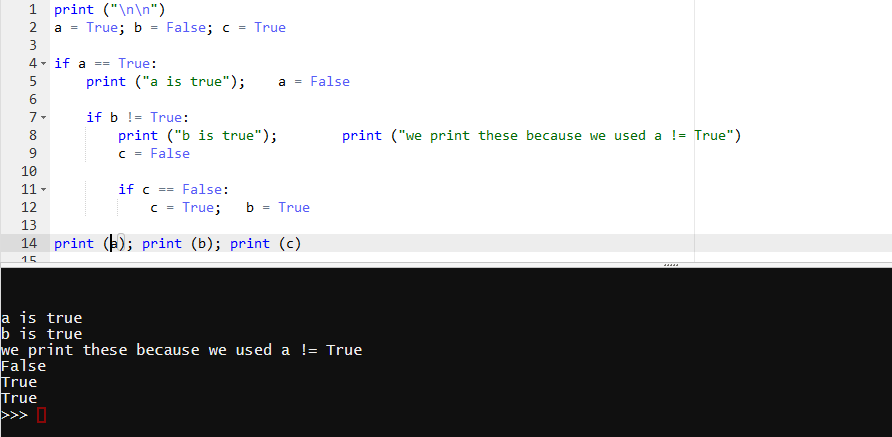 1 print ("\n\n")
2 a = True; b = False; c = True
3
4 if a == True:
5 print ("a is true"); a = False
6
7 if b != True:
8 print ("b is true"); print ("we print these because we used a != True")
9 c = False
10
11 if c == False:
12 c = True; b = True
13
14 print (a); print (b); print (c)
15
a is true
b is true
we print these because we used a != True
False
True
True
>>>